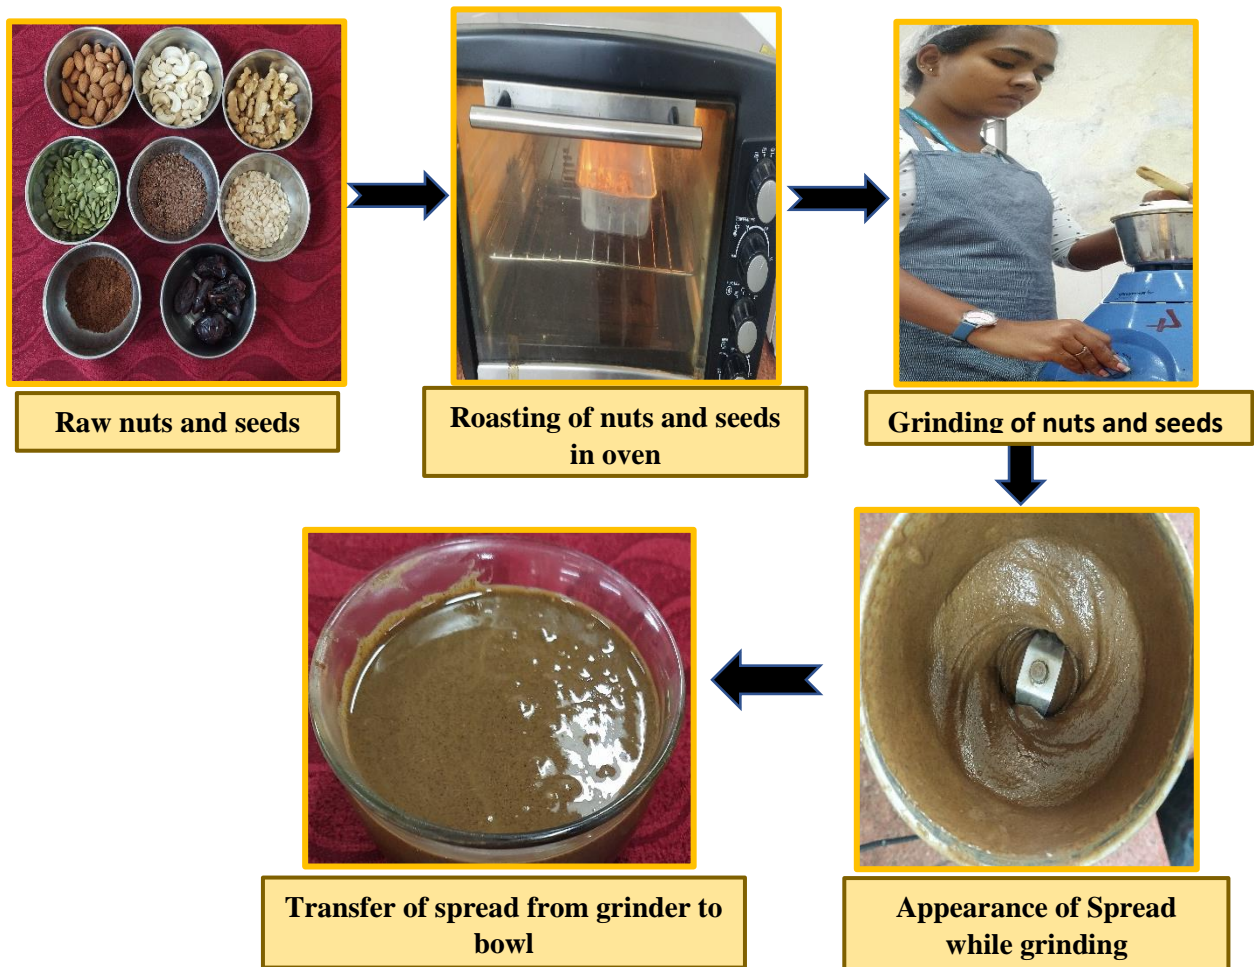 Raw nuts and seeds
Roasting of nuts and seeds
in oven
Grinding of nuts and seeds
Appearance of Spread
while grinding
Transfer of spread from grinder to
bowl